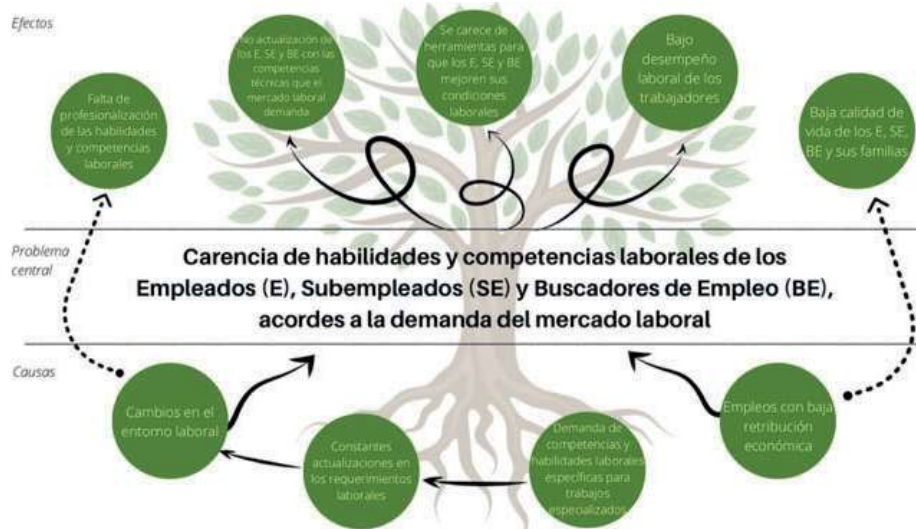 Efectos
Falta de
profesionalización
de las habilidades
y competencias
laborales
No actualización de
los E, SE y BE con las
competencias
técnicas que el
mercado laboral
demanda
Se carece de
herramientas para
que los E, SE y BE
mejoren sus
condiciones
laborales
Bajo
desempeño
laboral de los
trabajadores
Baja calidad
de vida de los E, SE,
BE y sus familias
Problema
central
Carencia de habilidades y competencias laborales de los
Empleados (E), Subempleados (SE) y Buscadores de Empleo (BE),
acordes a la demanda del mercado laboral
Causas
Cambios en el
entorno laboral
Constantes
actualizaciones en
los requerimientos
laborales
Demanda de
competencias y
habilidades laborales
específicas para
trabajos
especializados
Empleos con baja
retribución
económica